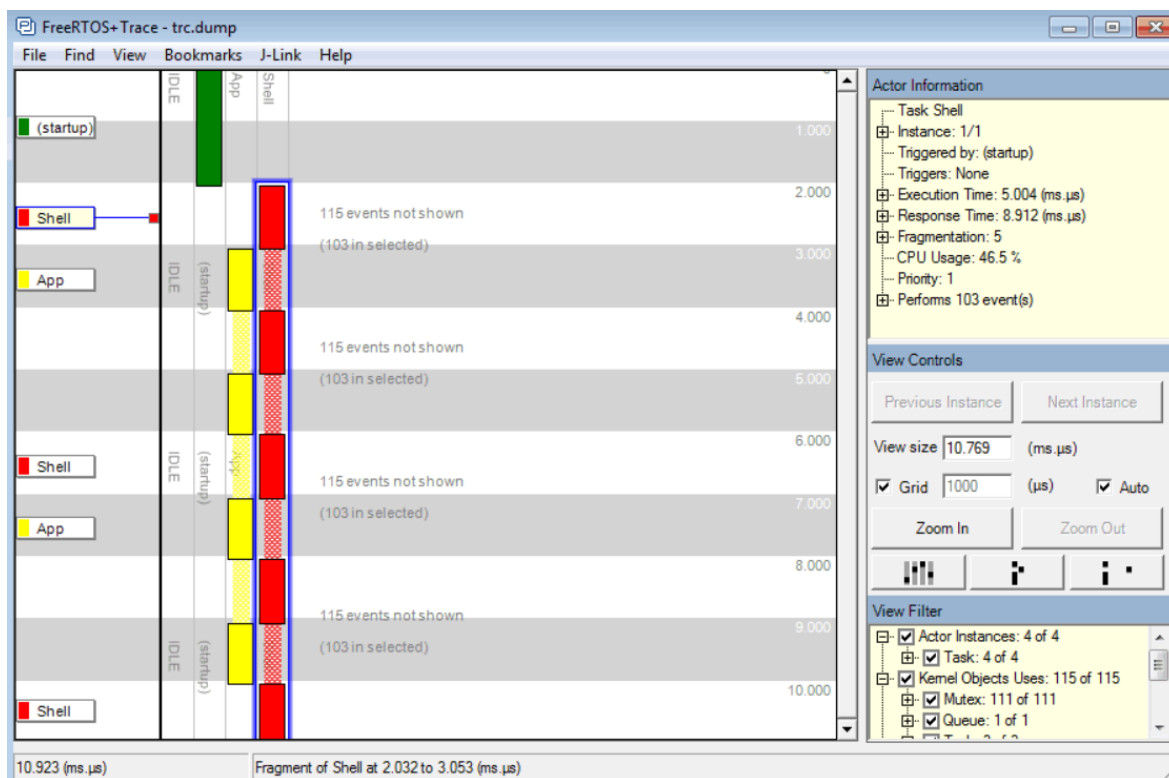 FreeRTOS+Trace - trc.dump
File Find View Bookmarks J-Link Help
IDLE
App
Shell
(startup)
1.000
2.000
Shell
115 events not shown
(103 in selected)
3.000
IDLE
(startup)
App
4.000
115 events not shown
(103 in selected)
5.000
6.000
Shell
IDLE
(startup)
App
115 events not shown
(103 in selected)
7.000
App
8.000
115 events not shown
(103 in selected)
9.000
IDLE
(startup)
10.000
Shell
Actor Information
Task Shell
Instance: 1/1
Triggered by: (startup)
Triggers: None
Execution Time: 5.004 (ms.µs)
Response Time: 8.912 (ms.µs)
Fragmentation: 5
CPU Usage: 46.5 %
Priority: 1
Performs 103 event(s)
View Controls
Previous Instance Next Instance
View size 10.769 (ms.µs)
Grid 1000 (µs) Auto
Zoom In Zoom Out
View Filter
Actor Instances: 4 of 4
Task: 4 of 4
Kernel Objects Uses: 115 of 115
Mutex: 111 of 111
Queue: 1 of 1
10.923 (ms.µs) Fragment of Shell at 2.032 to 3.053 (ms.µs)